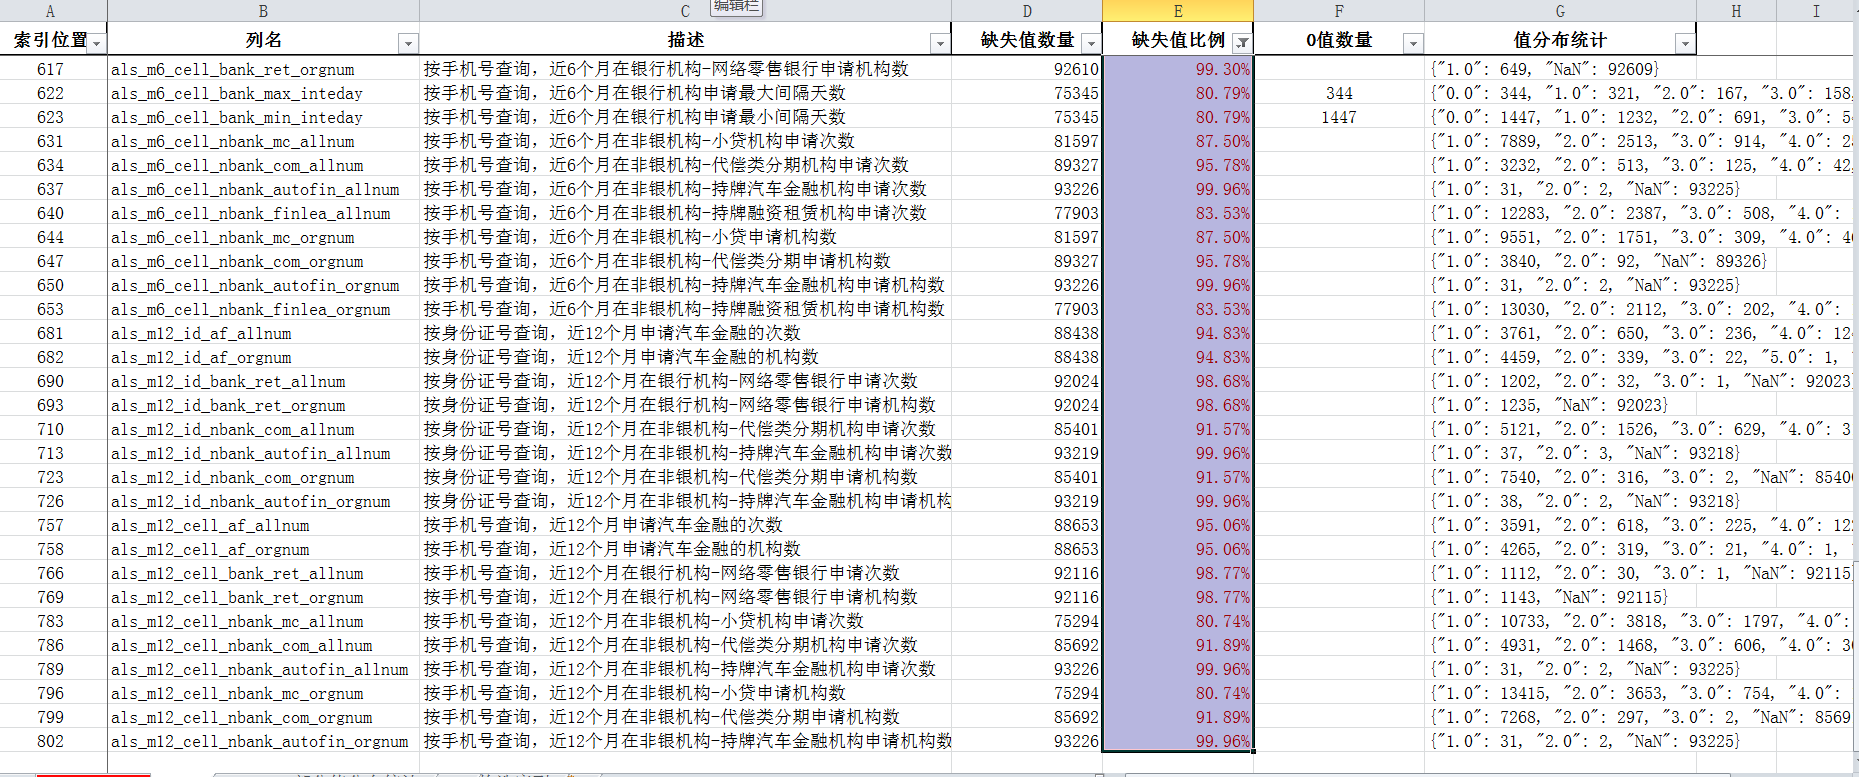 编辑栏
A B C D E F G H I
索引位置 列名 描述 缺失值数量 缺失值比例 0值数量 值分布统计
617 als_m6_cell_bank_ret_orgnum 按手机号查询，近6个月在银行机构-网络零售银行申请机构数 92610 99.30% {"1.0": 649, "NaN": 92609}
622 als_m6_cell_bank_max_inteday 按手机号查询，近6个月在银行机构申请最大间隔天数 75345 80.79% 344 {"0.0": 344, "1.0": 321, "2.0": 167, "3.0": 158,
623 als_m6_cell_bank_min_inteday 按手机号查询，近6个月在银行机构申请最小间隔天数 75345 80.79% 1447 {"0.0": 1447, "1.0": 1232, "2.0": 691, "3.0": 5
631 als_m6_cell_nbank_mc_allnum 按手机号查询，近6个月在非银机构-小贷机构申请次数 81597 87.50% {"1.0": 7889, "2.0": 2513, "3.0": 914, "4.0": 2
634 als_m6_cell_nbank_com_allnum 按手机号查询，近6个月在非银机构-代偿类分期机构申请次数 89327 95.78% {"1.0": 3232, "2.0": 513, "3.0": 125, "4.0": 42,
637 als_m6_cell_nbank_autofin_allnum 按手机号查询，近6个月在非银机构-持牌汽车金融机构申请次数 93226 99.96% {"1.0": 31, "2.0": 2, "NaN": 93225}
640 als_m6_cell_nbank_finlea_allnum 按手机号查询，近6个月在非银机构-持牌融资租赁机构申请次数 77903 83.53% {"1.0": 12283, "2.0": 2387, "3.0": 508, "4.0":
644 als_m6_cell_nbank_mc_orgnum 按手机号查询，近6个月在非银机构-小贷申请机构数 81597 87.50% {"1.0": 9551, "2.0": 1751, "3.0": 309, "4.0": 4
647 als_m6_cell_nbank_com_orgnum 按手机号查询，近6个月在非银机构-代偿类分期申请机构数 89327 95.78% {"1.0": 3840, "2.0": 92, "NaN": 89326}
650 als_m6_cell_nbank_autofin_orgnum 按手机号查询，近6个月在非银机构-持牌汽车金融机构申请机构数 93226 99.96% {"1.0": 31, "2.0": 2, "NaN": 93225}
653 als_m6_cell_nbank_finlea_orgnum 按手机号查询，近6个月在非银机构-持牌融资租赁机构申请机构数 77903 83.53% {"1.0": 13030, "2.0": 2112, "3.0": 202, "4.0":
681 als_m12_id_af_allnum 按身份证号查询，近12个月申请汽车金融的次数 88438 94.83% {"1.0": 3761, "2.0": 650, "3.0": 236, "4.0": 12
682 als_m12_id_af_orgnum 按身份证号查询，近12个月申请汽车金融的机构数 88438 94.83% {"1.0": 4459, "2.0": 339, "3.0": 22, "5.0": 1,
690 als_m12_id_bank_ret_allnum 按身份证号查询，近12个月在银行机构-网络零售银行申请次数 92024 98.68% {"1.0": 1202, "2.0": 32, "3.0": 1, "NaN": 92023}
693 als_m12_id_bank_ret_orgnum 按身份证号查询，近12个月在银行机构-网络零售银行申请机构数 92024 98.68% {"1.0": 1235, "NaN": 92023}
710 als_m12_id_nbank_com_allnum 按身份证号查询，近12个月在非银机构-代偿类分期机构申请次数 85401 91.57% {"1.0": 5121, "2.0": 1526, "3.0": 629, "4.0": 3
713 als_m12_id_nbank_autofin_allnum 按身份证号查询，近12个月在非银机构-持牌汽车金融机构申请次数 93219 99.96% {"1.0": 37, "2.0": 3, "NaN": 93218}
723 als_m12_id_nbank_com_orgnum 按身份证号查询，近12个月在非银机构-代偿类分期申请机构数 85401 91.57% {"1.0": 7540, "2.0": 316, "3.0": 2, "NaN": 85400
726 als_m12_id_nbank_autofin_orgnum 按身份证号查询，近12个月在非银机构-持牌汽车金融机构申请机构 93219 99.96% {"1.0": 38, "2.0": 2, "NaN": 93218}
757 als_m12_cell_af_allnum 按手机号查询，近12个月申请汽车金融的次数 88653 95.06% {"1.0": 3591, "2.0": 618, "3.0": 225, "4.0": 12
758 als_m12_cell_af_orgnum 按手机号查询，近12个月申请汽车金融的机构数 88653 95.06% {"1.0": 4265, "2.0": 319, "3.0": 21, "4.0": 1,
766 als_m12_cell_bank_ret_allnum 按手机号查询，近12个月在银行机构-网络零售银行申请次数 92116 98.77% {"1.0": 1112, "2.0": 30, "3.0": 1, "NaN": 92115}
769 als_m12_cell_bank_ret_orgnum 按手机号查询，近12个月在银行机构-网络零售银行申请机构数 92116 98.77% {"1.0": 1143, "NaN": 92115}
783 als_m12_cell_nbank_mc_allnum 按手机号查询，近12个月在非银机构-小贷机构申请次数 75294 80.74% {"1.0": 10733, "2.0": 3818, "3.0": 1797, "4.0":
786 als_m12_cell_nbank_com_allnum 按手机号查询，近12个月在非银机构-代偿类分期机构申请次数 85692 91.89% {"1.0": 4931, "2.0": 1468, "3.0": 606, "4.0": 3
789 als_m12_cell_nbank_autofin_allnum 按手机号查询，近12个月在非银机构-持牌汽车金融机构申请次数 93226 99.96% {"1.0": 31, "2.0": 2, "NaN": 93225}
796 als_m12_cell_nbank_mc_orgnum 按手机号查询，近12个月在非银机构-小贷申请机构数 75294 80.74% {"1.0": 13415, "2.0": 3653, "3.0": 754, "4.0":
799 als_m12_cell_nbank_com_orgnum 按手机号查询，近12个月在非银机构-代偿类分期申请机构数 85692 91.89% {"1.0": 7268, "2.0": 297, "3.0": 2, "NaN": 8569
802 als_m12_cell_nbank_autofin_orgnum 按手机号查询，近12个月在非银机构-持牌汽车金融机构申请机构数 93226 99.96% {"1.0": 31, "2.0": 2, "NaN": 93225}